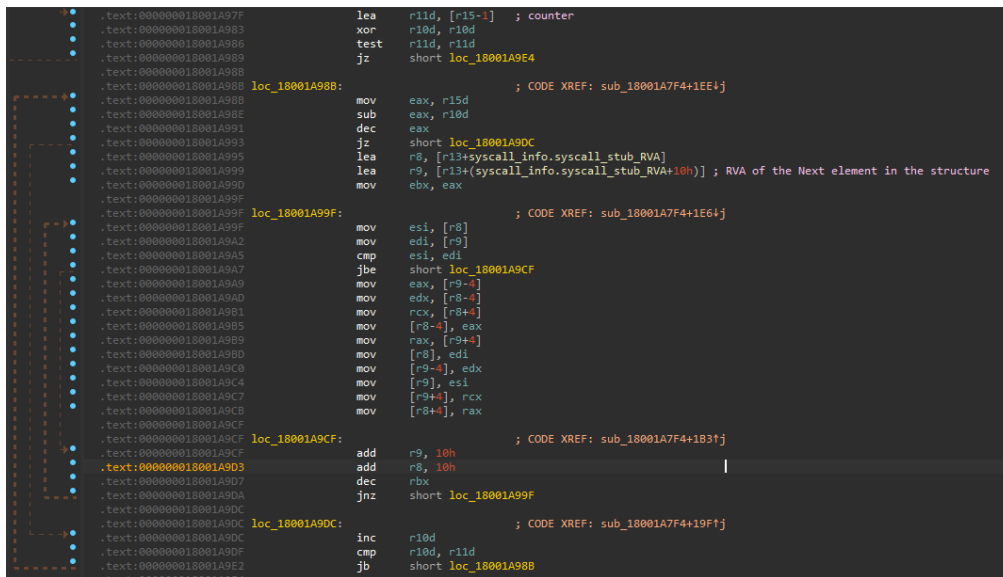 .text:000000018001A97F lea r11d, [r15-1] ; counter
.text:000000018001A983 xor r10d, r10d
.text:000000018001A986 test r11d, r11d
.text:000000018001A989 jz short loc_18001A9E4
.text:000000018001A98B
.text:000000018001A98B loc_18001A98B: ; CODE XREF: sub_18001A7F4+1EE↓j
.text:000000018001A98B mov eax, r15d
.text:000000018001A98E sub eax, r10d
.text:000000018001A991 dec eax
.text:000000018001A993 jz short loc_18001A9DC
.text:000000018001A995 lea r8, [r13+syscall_info.syscall_stub_RVA]
.text:000000018001A999 lea r9, [r13+(syscall_info.syscall_stub_RVA+10h)] ; RVA of the Next element in the structure
.text:000000018001A99D mov ebx, eax
.text:000000018001A99F
.text:000000018001A99F loc_18001A99F: ; CODE XREF: sub_18001A7F4+1E6↓j
.text:000000018001A99F mov esi, [r8]
.text:000000018001A9A2 mov edi, [r9]
.text:000000018001A9A5 cmp esi, edi
.text:000000018001A9A7 jbe short loc_18001A9CF
.text:000000018001A9A9 mov eax, [r9-4]
.text:000000018001A9AD mov edx, [r8-4]
.text:000000018001A9B1 mov rcx, [r8+4]
.text:000000018001A9B5 mov [r8-4], eax
.text:000000018001A9B9 mov rax, [r9+4]
.text:000000018001A9BD mov [r8], edi
.text:000000018001A9C0 mov [r9-4], edx
.text:000000018001A9C4 mov [r9], esi
.text:000000018001A9C7 mov [r9+4], rcx
.text:000000018001A9CB mov [r8+4], rax
.text:000000018001A9CF
.text:000000018001A9CF loc_18001A9CF: ; CODE XREF: sub_18001A7F4+1B3↑j
.text:000000018001A9CF add r9, 10h
.text:000000018001A9D3 add r8, 10h
.text:000000018001A9D7 dec rbx
.text:000000018001A9DA jnz short loc_18001A99F
.text:000000018001A9DC
.text:000000018001A9DC loc_18001A9DC: ; CODE XREF: sub_18001A7F4+19F↑j
.text:000000018001A9DC inc r10d
.text:000000018001A9DF cmp r10d, r11d
.text:000000018001A9E2 jb short loc_18001A98B